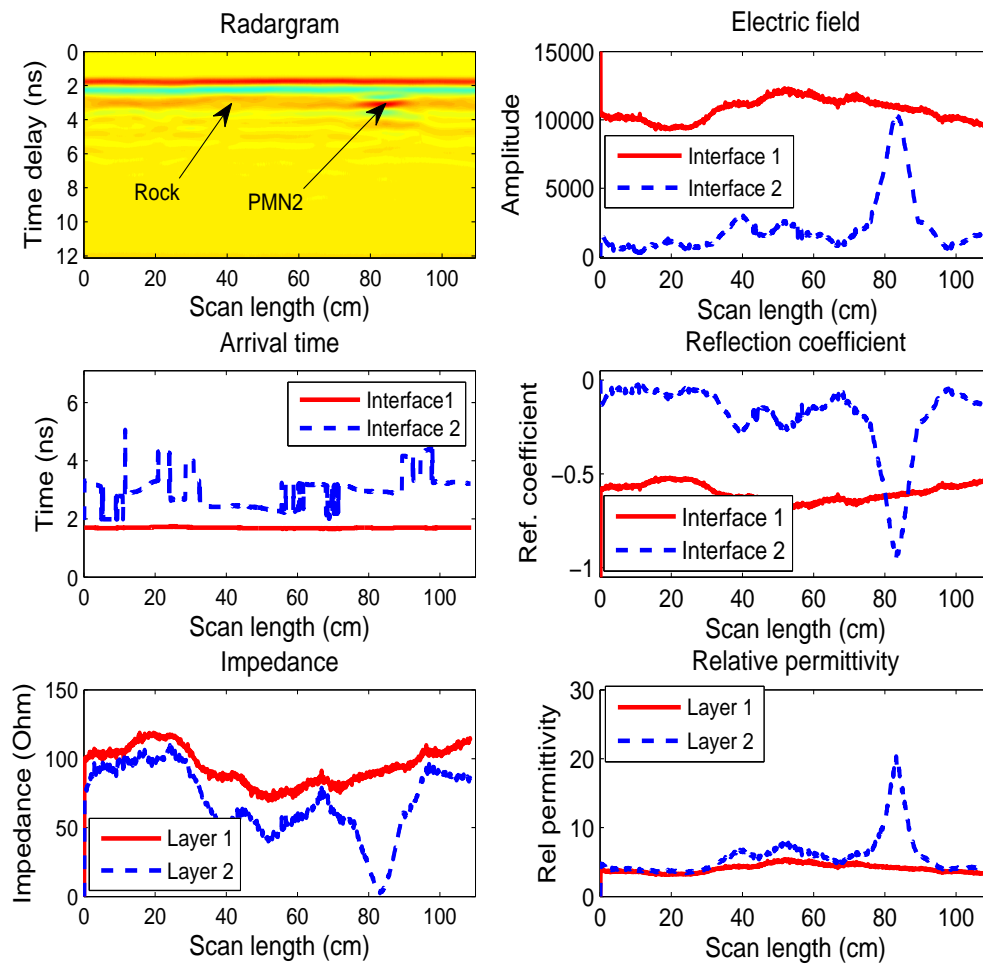 Radargram
Time delay (ns)
0
2
4
6
8
10
12
Rock
PMN2
0 20 40 60 80 100
Scan length (cm)
Electric field
Amplitude
15000
10000
5000
0
Interface 1
Interface 2
0 20 40 60 80 100
Scan length (cm)
Arrival time
Time (ns)
6
4
2
0
Interface1
Interface 2
0 20 40 60 80 100
Scan length (cm)
Reflection coefficient
Ref. coefficient
0
−0.5
−1
Interface 1
Interface 2
0 20 40 60 80 100
Scan length (cm)
Impedance
Impedance (Ohm)
150
100
50
0
Layer 1
Layer 2
0 20 40 60 80 100
Scan length (cm)
Relative permittivity
Rel permittivity
30
20
10
0
Layer 1
Layer 2
0 20 40 60 80 100
Scan length (cm)